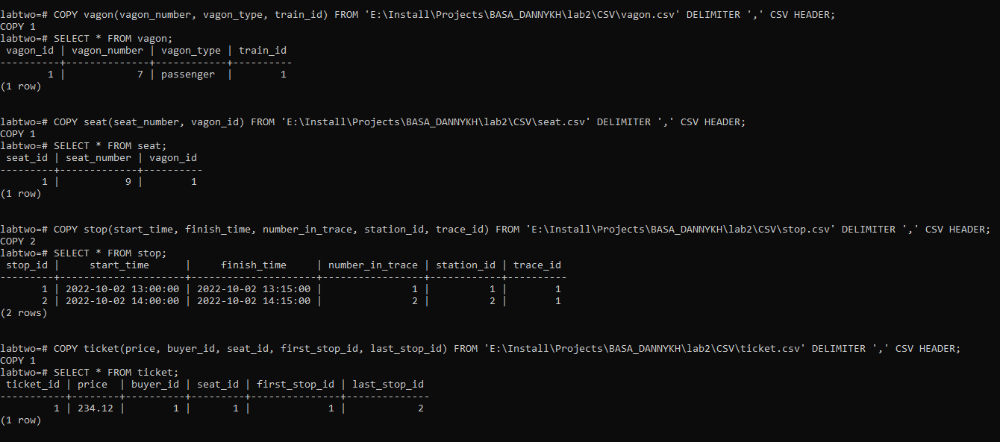 labtwo=# COPY vagon(vagon_number, vagon_type, train_id) FROM 'E:\Install\Projects\BASA_DANNYKH\lab2\CSV\vagon.csv' DELIMITER ',' CSV HEADER;
COPY 1
labtwo=# SELECT * FROM vagon;
 vagon_id | vagon_number | vagon_type | train_id
----------+--------------+------------+----------
        1 |            7 | passenger  |        1
(1 row)
labtwo=# COPY seat(seat_number, vagon_id) FROM 'E:\Install\Projects\BASA_DANNYKH\lab2\CSV\seat.csv' DELIMITER ',' CSV HEADER;
COPY 1
labtwo=# SELECT * FROM seat;
 seat_id | seat_number | vagon_id
---------+-------------+----------
       1 |           9 |        1
(1 row)
labtwo=# COPY stop(start_time, finish_time, number_in_trace, station_id, trace_id) FROM 'E:\Install\Projects\BASA_DANNYKH\lab2\CSV\stop.csv' DELIMITER ',' CSV HEADER;
COPY 2
labtwo=# SELECT * FROM stop;
 stop_id |     start_time      |     finish_time     | number_in_trace | station_id | trace_id
---------+---------------------+---------------------+-----------------+------------+----------
       1 | 2022-10-02 13:00:00 | 2022-10-02 13:15:00 |               1 |          1 |        1
       2 | 2022-10-02 14:00:00 | 2022-10-02 14:15:00 |               2 |          2 |        1
(2 rows)
labtwo=# COPY ticket(price, buyer_id, seat_id, first_stop_id, last_stop_id) FROM 'E:\Install\Projects\BASA_DANNYKH\lab2\CSV\ticket.csv' DELIMITER ',' CSV HEADER;
COPY 1
labtwo=# SELECT * FROM ticket;
 ticket_id | price  | buyer_id | seat_id | first_stop_id | last_stop_id
-----------+--------+----------+---------+---------------+--------------
         1 | 234.12 |        1 |       1 |             1 |            2
(1 row)